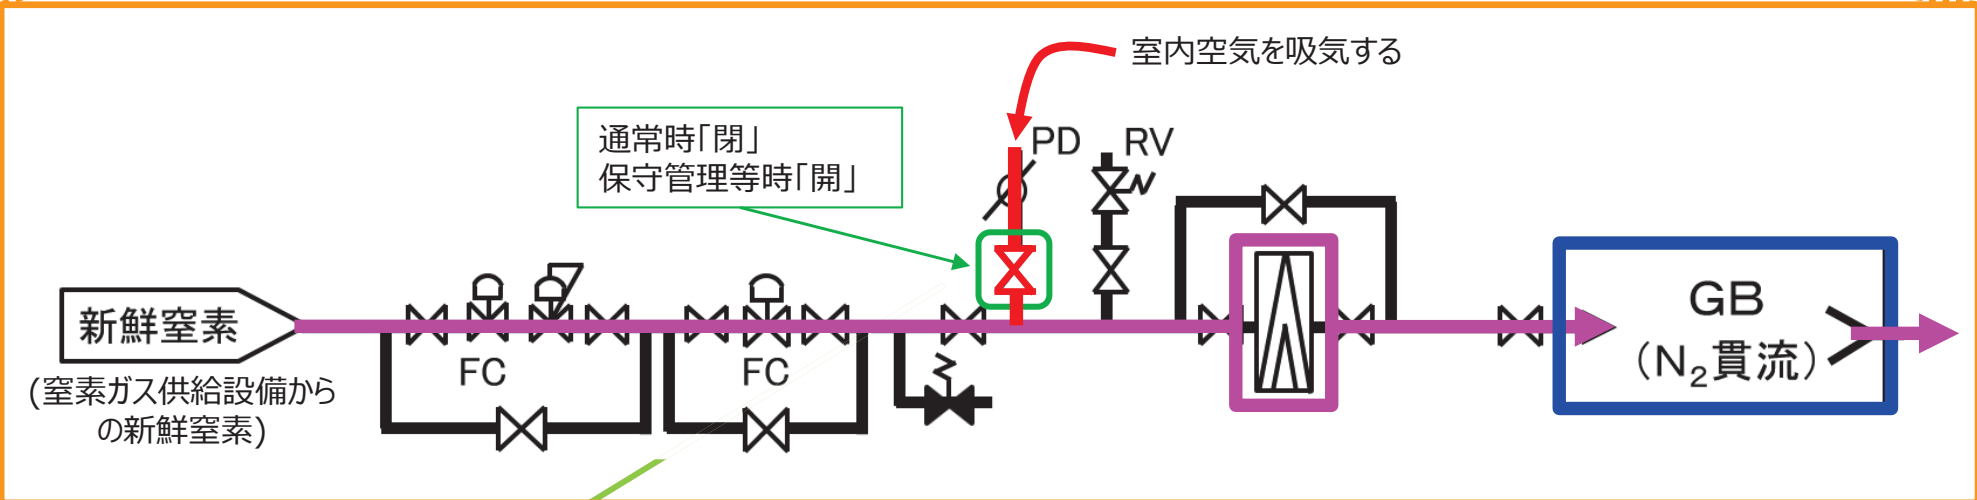 室内空気を吸気する
通常時「閉」
保守管理等時「開」
PD
RV
新鮮窒素
(窒素ガス供給設備から
の新鮮窒素)
FC
FC
GB
(N₂貫流)